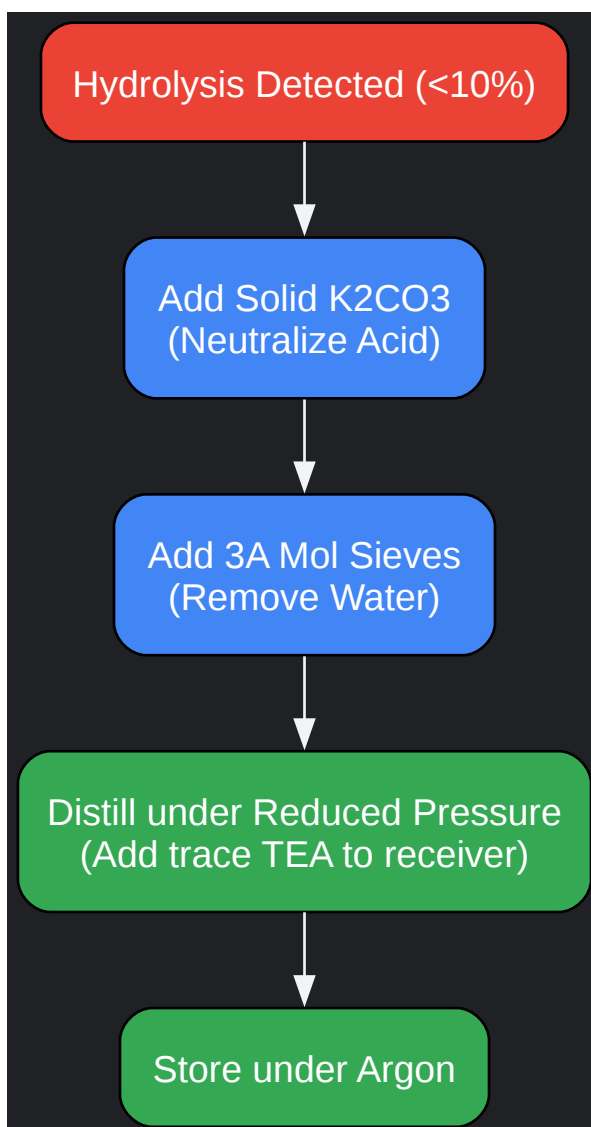 Hydrolysis Detected (<10%)
Add Solid K2CO3
(Neutralize Acid)
Add 3A Mol Sieves
(Remove Water)
Distill under Reduced Pressure
(Add trace TEA to receiver)
Store under Argon